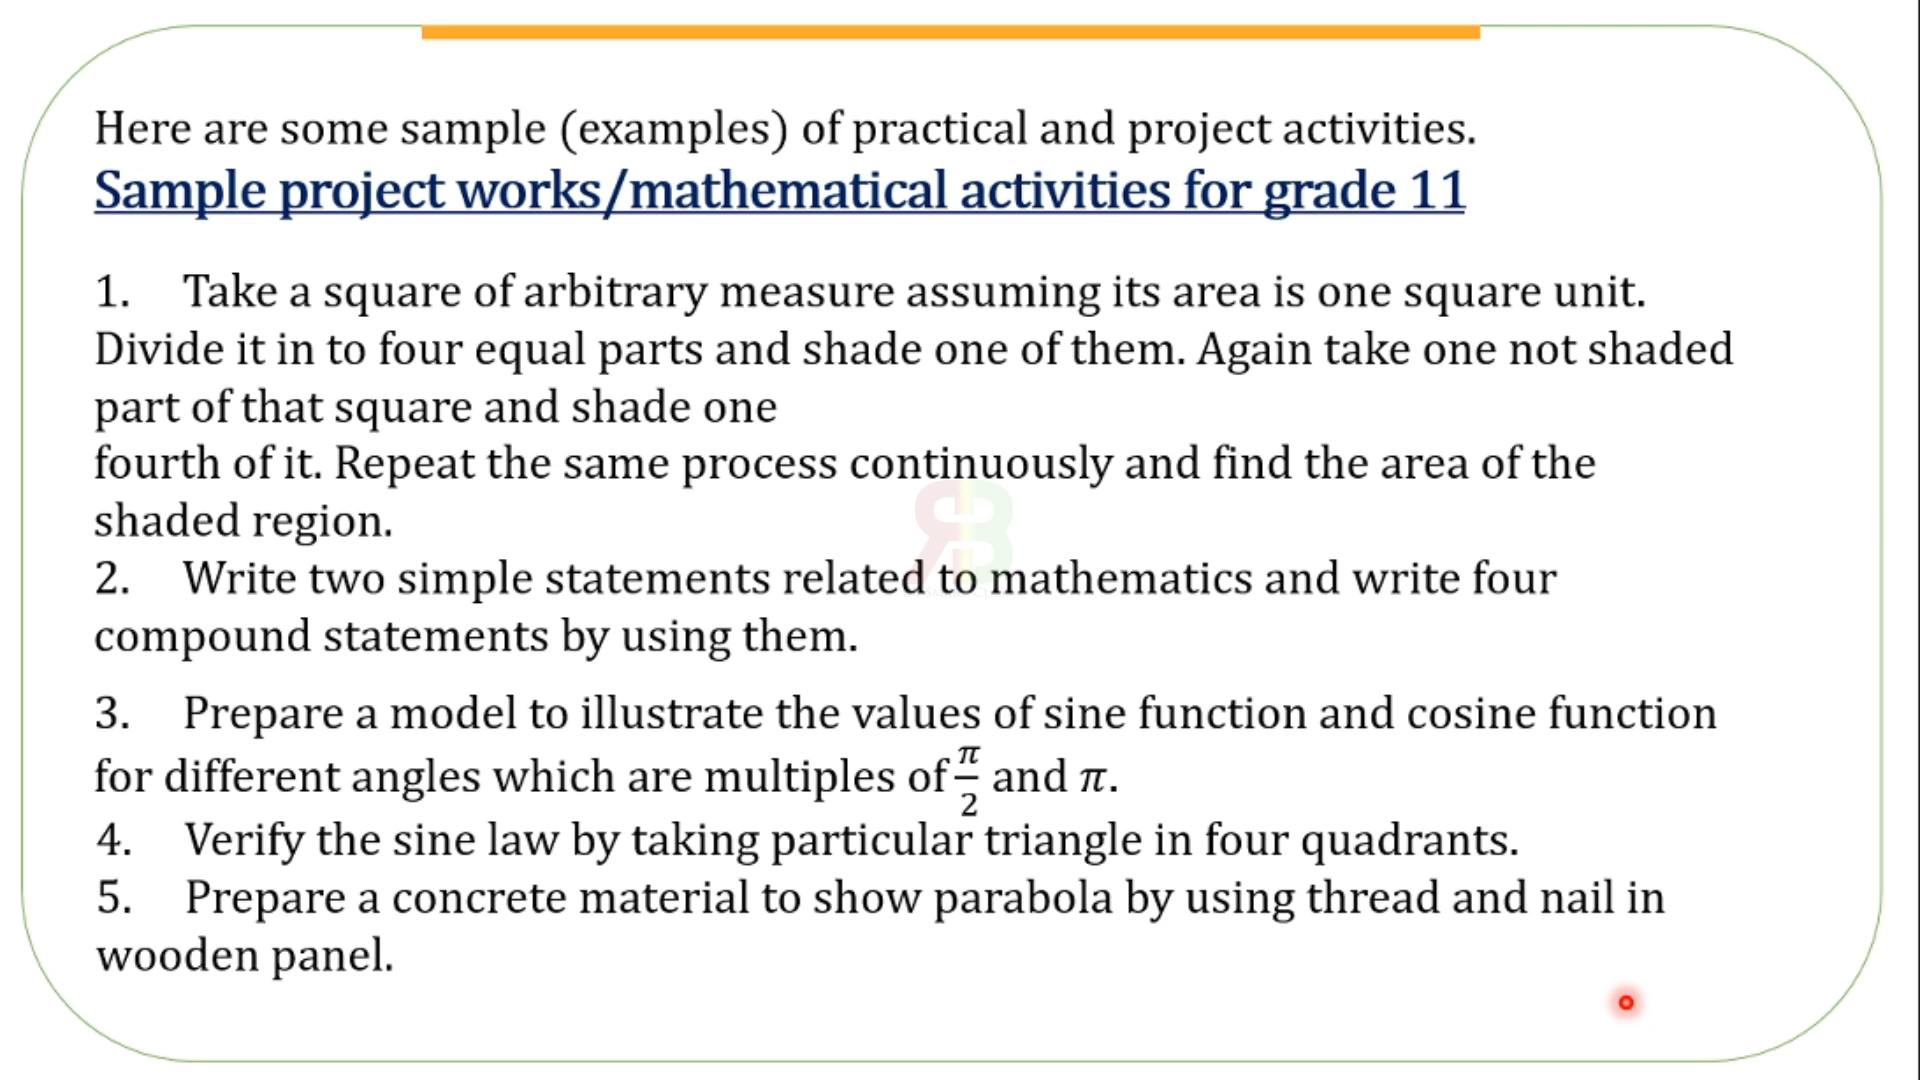 Here are some sample (examples) of practical and project activities.
Sample project works/mathematical activities for grade 11
1. Take a square of arbitrary measure assuming its area is one square unit.
Divide it in to four equal parts and shade one of them. Again take one not shaded
part of that square and shade one
fourth of it. Repeat the same process continuously and find the area of the
shaded region.
2. Write two simple statements related to mathematics and write four
compound statements by using them.
3. Prepare a model to illustrate the values of sine function and cosine function
for different angles which are multiples of π/2 and π.
4. Verify the sine law by taking particular triangle in four quadrants.
5. Prepare a concrete material to show parabola by using thread and nail in
wooden panel.